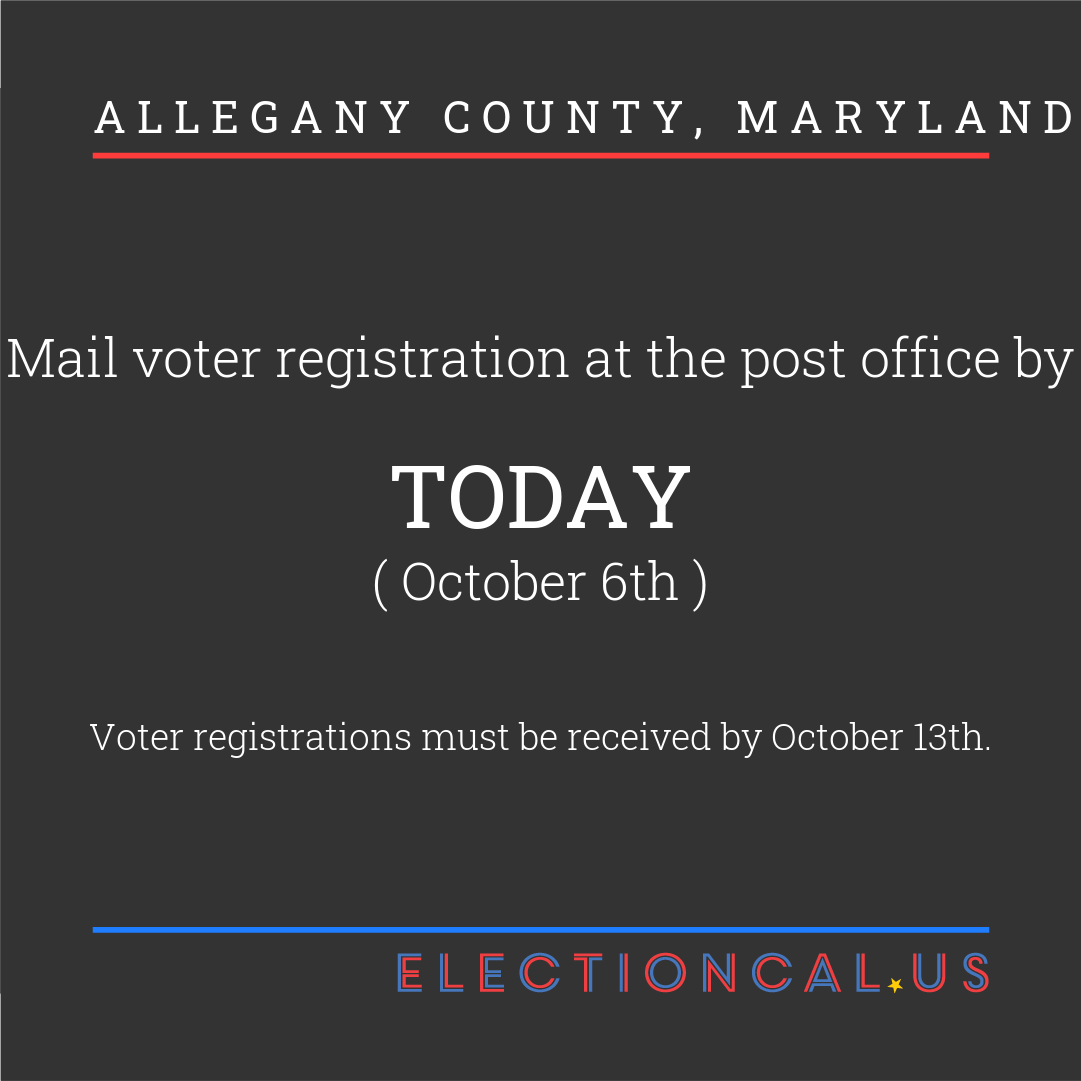 ALLEGANY COUNTY, MARYLAND
Mail voter registration at the post office by
TODAY
( October 6th )
Voter registrations must be received by October 13th.
ELECTIONCAL.US